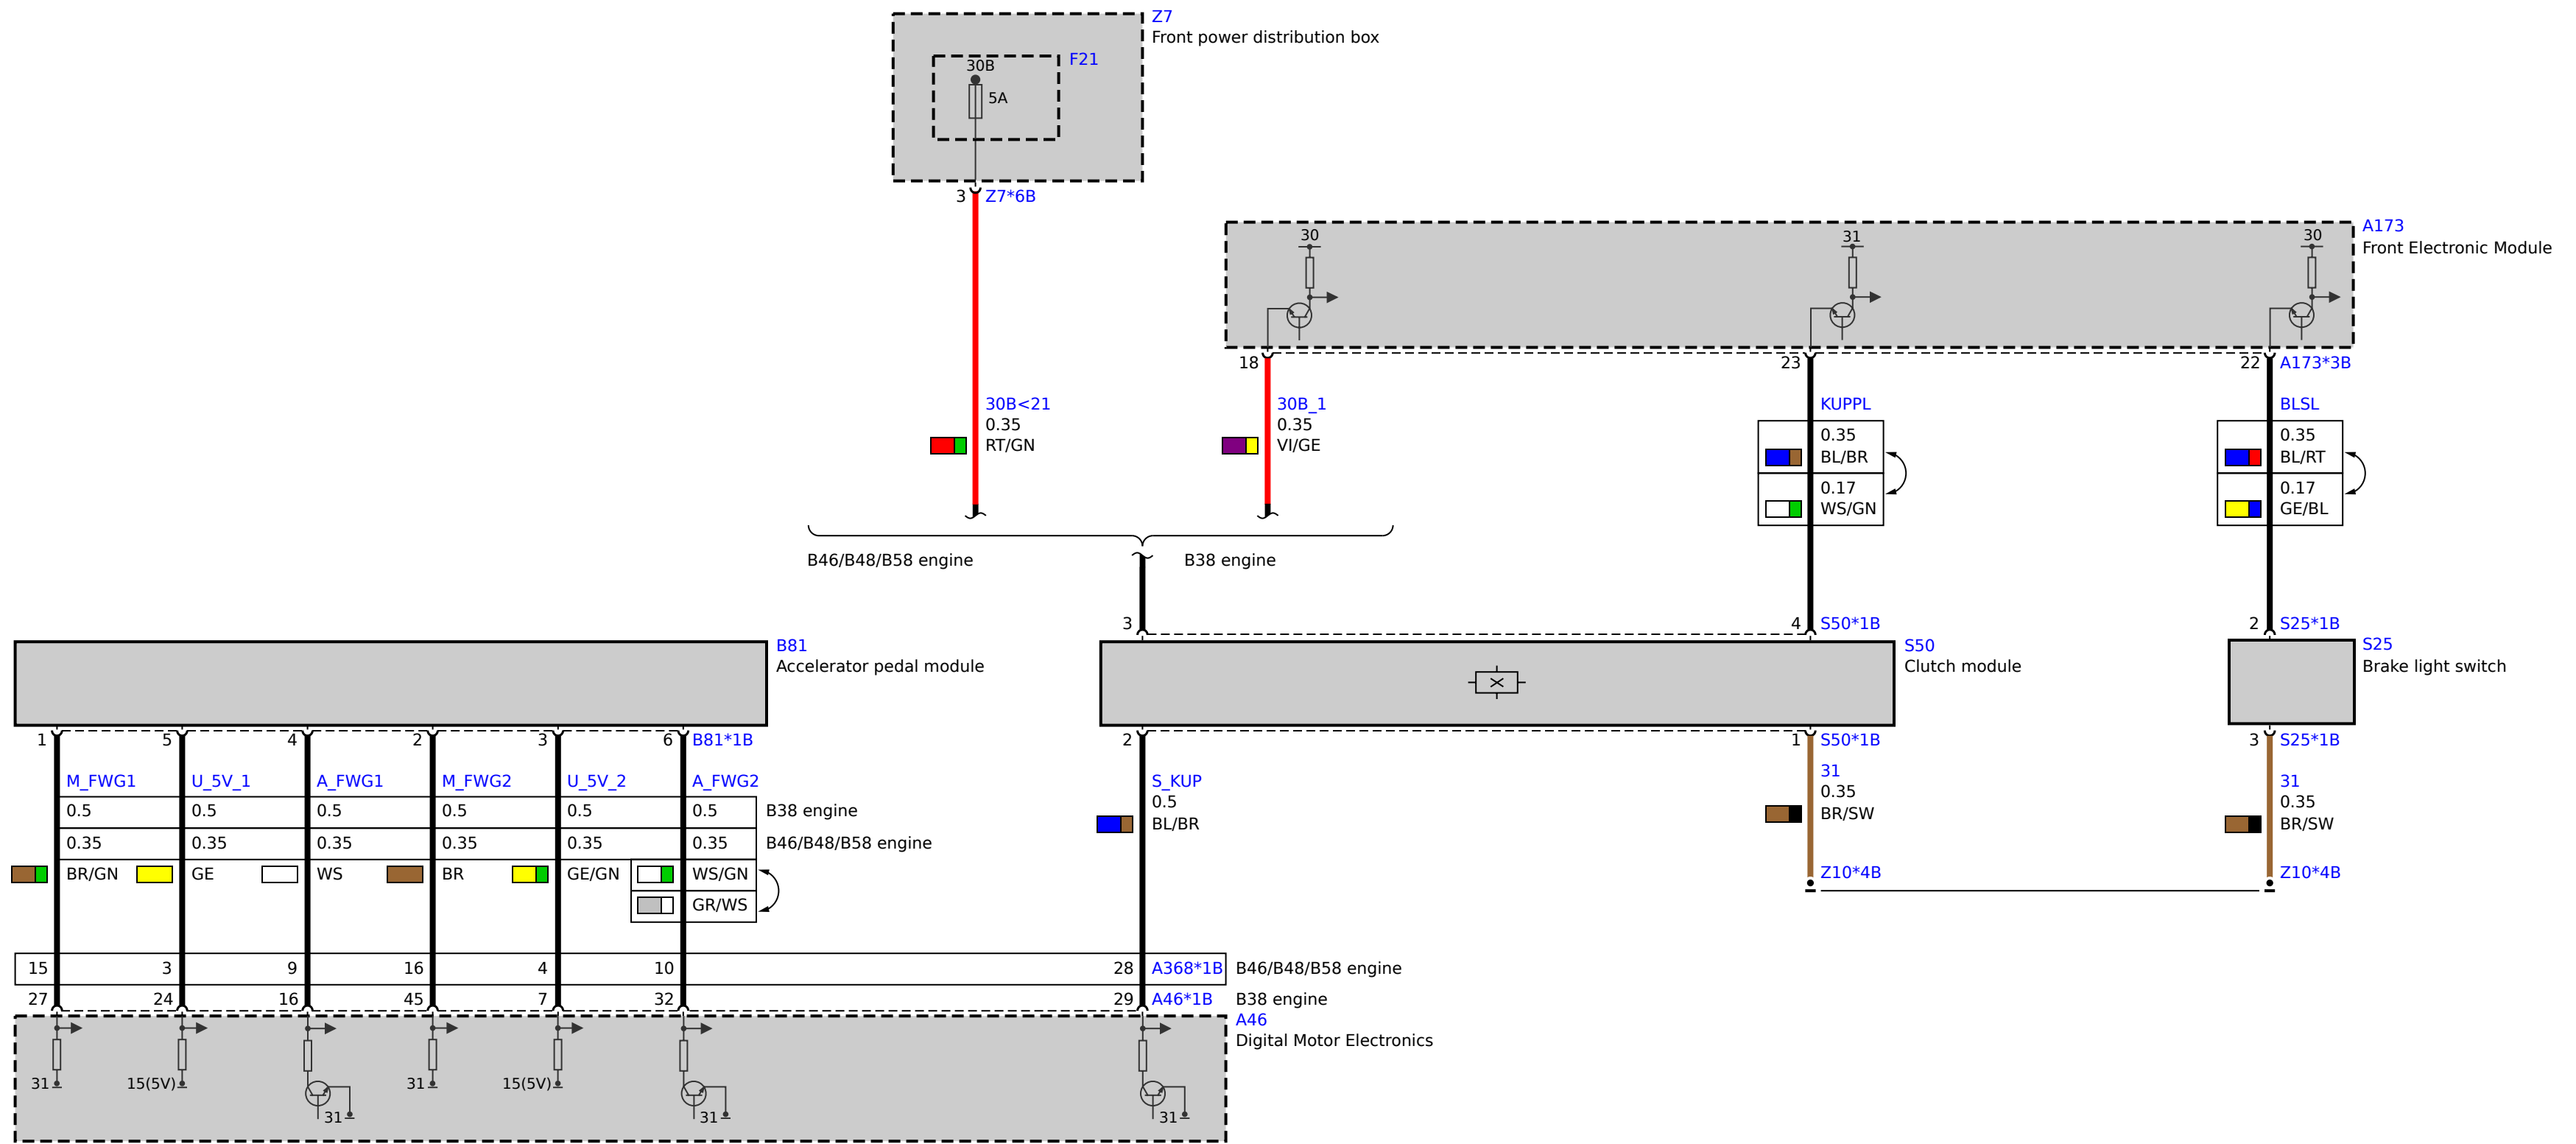 Z7
Front power distribution box
F21
30B
5A
3 Z7*6B
A173
Front Electronic Module
30 31 30
18 23 22 A173*3B
30B<21
0.35
RT/GN
30B_1
0.35
VI/GE
KUPPL
0.35
BL/BR
0.17
WS/GN
BLSL
0.35
BL/RT
0.17
GE/BL
B46/B48/B58 engine B38 engine
3 4 S50*1B 2 S25*1B
B81
Accelerator pedal module
S50
Clutch module
S25
Brake light switch
1 5 4 2 3 6 B81*1B 2 1 S50*1B 3 S25*1B
M_FWG1 U_5V_1 A_FWG1 M_FWG2 U_5V_2 A_FWG2
0.5 0.5 0.5 0.5 0.5 0.5 B38 engine
0.35 0.35 0.35 0.35 0.35 0.35 B46/B48/B58 engine
BR/GN GE WS BR GE/GN WS/GN
GR/WS
S_KUP
0.5
BL/BR
31
0.35
BR/SW
Z10*4B
31
0.35
BR/SW
Z10*4B
15 3 9 16 4 10 28 A368*1B B46/B48/B58 engine
27 24 16 45 7 32 29 A46*1B B38 engine
A46
Digital Motor Electronics
31 15(5V) 31 15(5V)
31 31 31